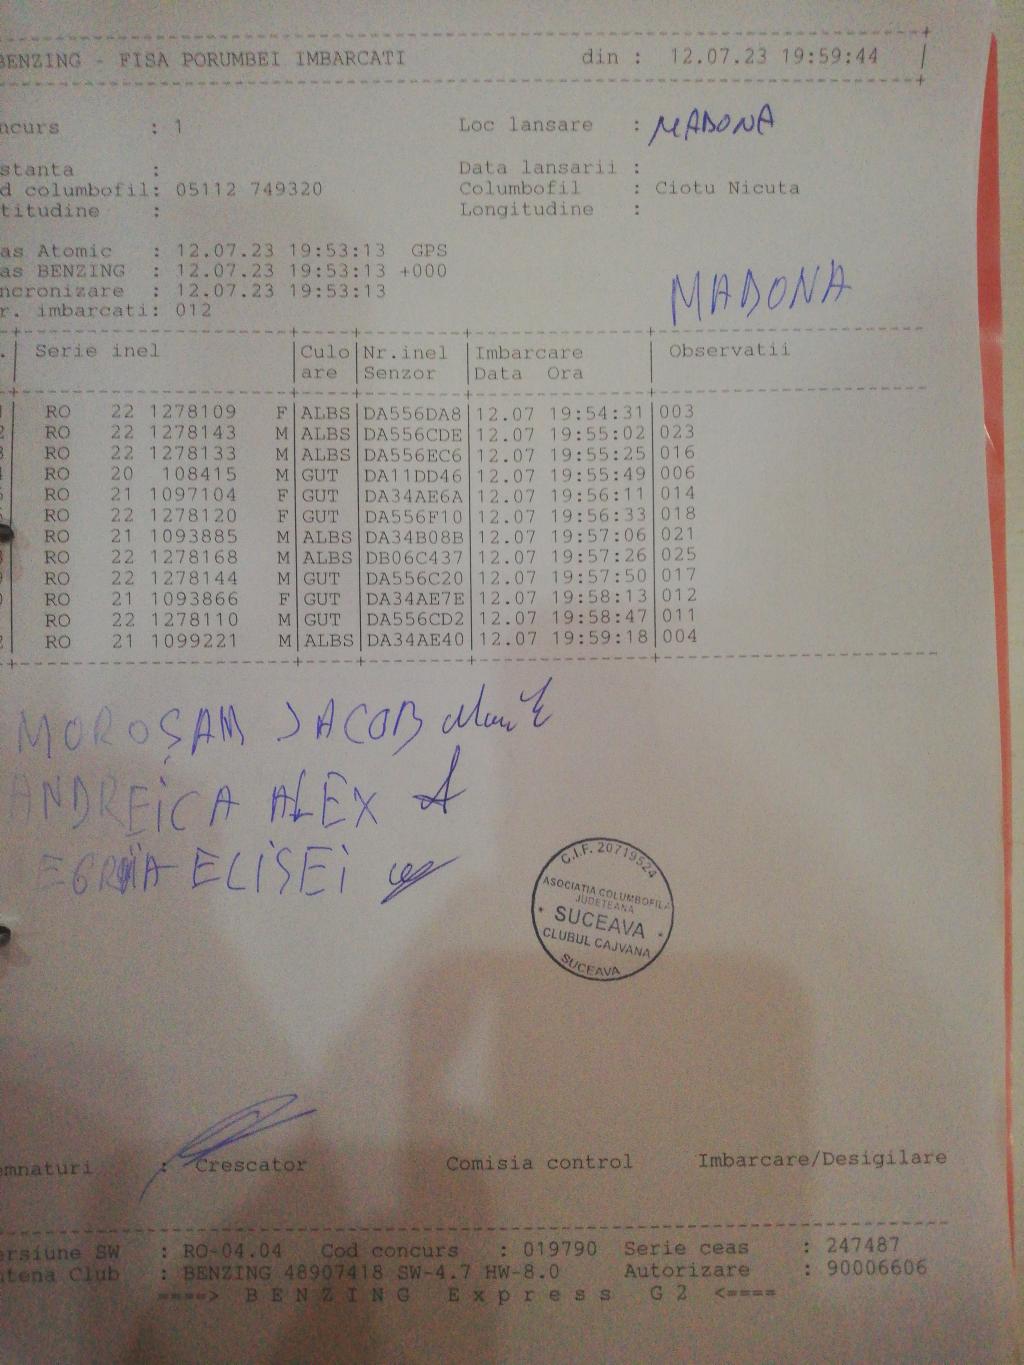 BENZING - FISA PORUMBEI IMBARCATI din : 12.07.23 19:59:44
ncurs : 1 Loc lansare : MADONA
stanta : Data lansarii :
d columbofil: 05112 749320 Columbofil : Ciotu Nicuta
titudine : Longitudine :
as Atomic : 12.07.23 19:53:13 GPS
as BENZING : 12.07.23 19:53:13 +000
ncronizare : 12.07.23 19:53:13
MADONA
r. imbarcati: 012
. Serie inel Culo Nr.inel Imbarcare Observatii
are Senzor Data Ora
RO 22 1278109 F ALBS DA556DA8 12.07 19:54:31 003
RO 22 1278143 M ALBS DA556CDE 12.07 19:55:02 023
RO 22 1278133 M ALBS DA556EC6 12.07 19:55:25 016
RO 20 108415 M GUT DA11DD46 12.07 19:55:49 006
RO 21 1097104 F GUT DA34AE6A 12.07 19:56:11 014
RO 22 1278120 F GUT DA556F10 12.07 19:56:33 018
RO 21 1093885 M ALBS DA34B08B 12.07 19:57:06 021
RO 22 1278168 M ALBS DB06C437 12.07 19:57:26 025
RO 22 1278144 M GUT DA556C20 12.07 19:57:50 017
RO 21 1093866 F GUT DA34AE7E 12.07 19:58:13 012
RO 22 1278110 M GUT DA556CD2 12.07 19:58:47 011
RO 21 1099221 M ALBS DA34AE40 12.07 19:59:18 004
MOROȘAN JACOB
ANDREICA ALEX
ELISEI
C.I.F. 20719524
ASOCIATIA COLUMBOFILA
JUDETEANA
SUCEAVA
CLUBUL CAJVANA
SUCEAVA
emnaturi : Crescator Comisia control Imbarcare/Desigilare
ersiune SW : RO-04.04 Cod concurs : 019790 Serie ceas : 247487
ntena Club : BENZING 48907418 SW-4.7 HW-8.0 Autorizare : 90006606
====> B E N Z I N G E x p r e s s G 2 <====